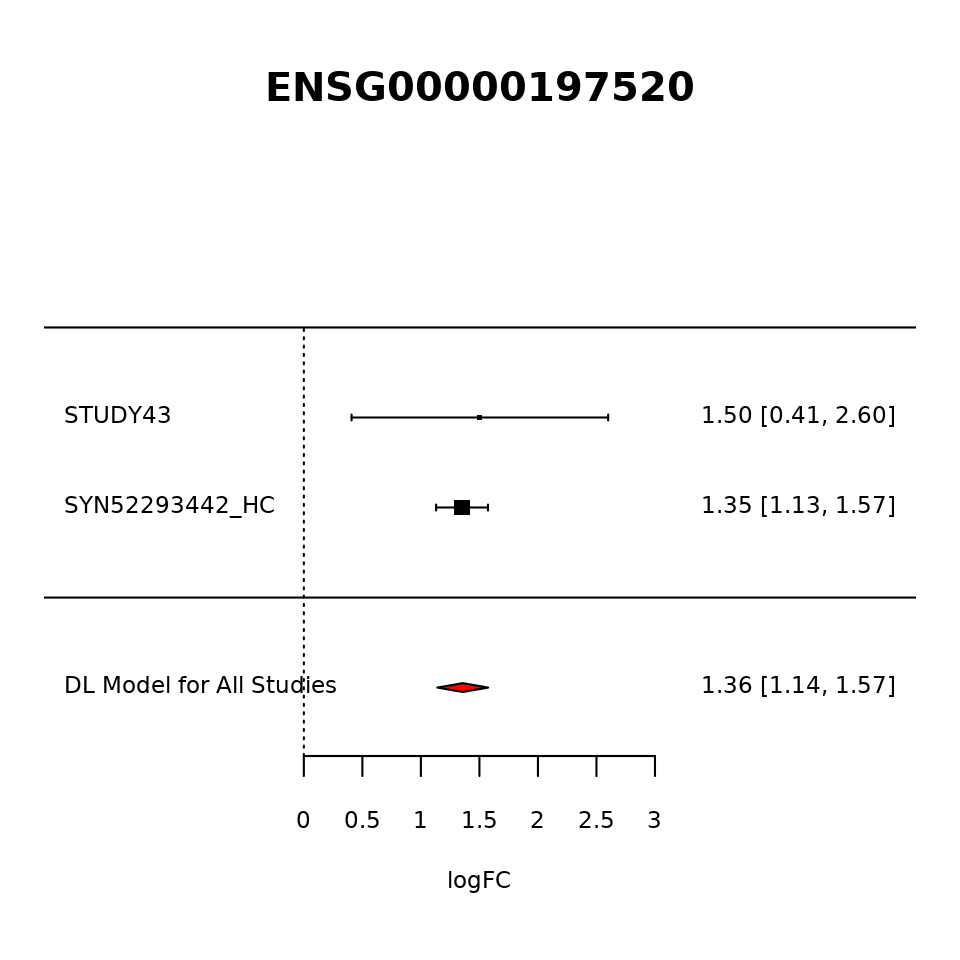 ENSG00000197520
STUDY43 1.50 [0.41, 2.60]
SYN52293442_HC 1.35 [1.13, 1.57]
DL Model for All Studies 1.36 [1.14, 1.57]
0 0.5 1 1.5 2 2.5 3
logFC